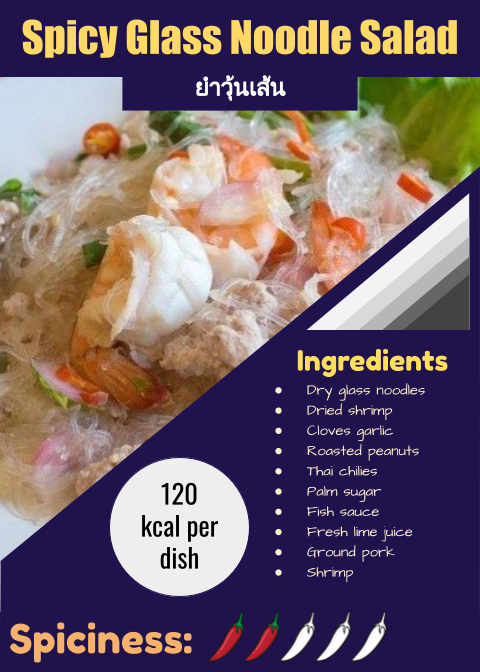 Spicy Glass Noodle Salad
ยำวุ้นเส้น
Ingredients
Dry glass noodles
Dried shrimp
Cloves garlic
Roasted peanuts
Thai chilies
Palm sugar
Fish sauce
Fresh lime juice
Ground pork
Shrimp
120
kcal per
dish
Spiciness: